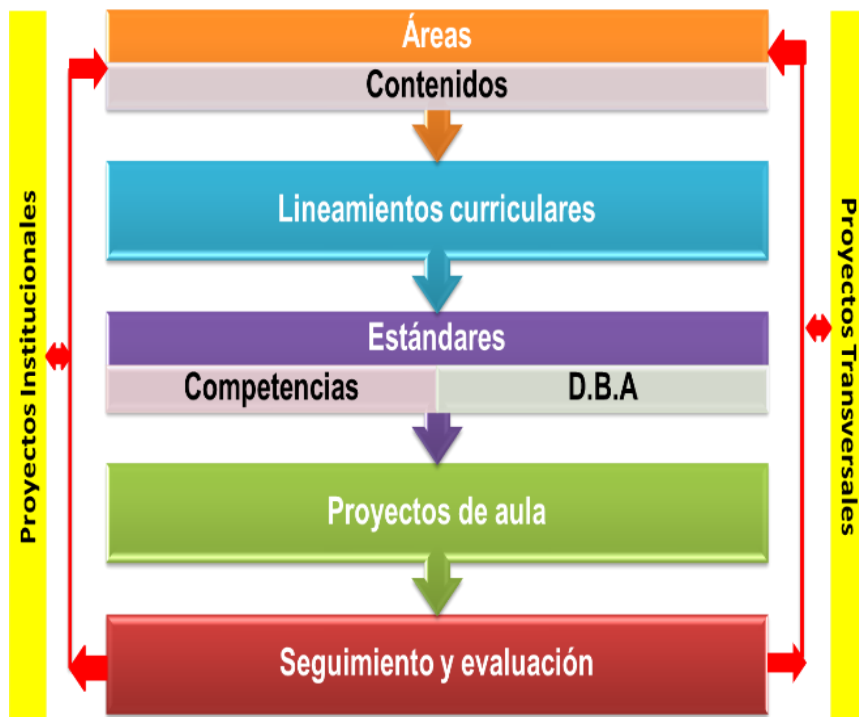 Áreas
Contenidos
Lineamientos curriculares
Estándares
Competencias
D.B.A
Proyectos de aula
Seguimiento y evaluación
Proyectos Institucionales
Proyectos Transversales